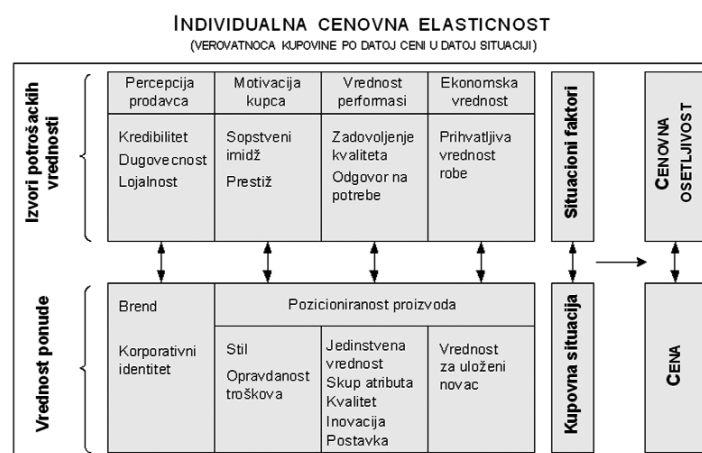 INDIVIDUALNA CENOVNA ELASTICNOST
(VEROVATNOCA KUPOVINE PO DATOJ CENI U DATOJ SITUACIJI)
Izvori potrošackih
vrednosti
Percepcija
prodavca
Kredibilitet
Dugovecnost
Lojalnost
Motivacija
kupca
Sopstveni
imidž
Prestiž
Vrednost
performasi
Zadovoljenje
kvaliteta
Odgovor na
potrebe
Ekonomska
vrednost
Prihvatljiva
vrednost
robe
Situacioni faktori
CENOVNA
OSETLJIVOST
Vrednost ponude
Brend
Korporativni
identitet
Pozicioniranost proizvoda
Stil
Opravdanost
troškova
Jedinstvena
vrednost
Skup atributa
Kvalitet
Inovacija
Postavka
Vrednost
za uloženi
novac
Kupovna situacija
CENA